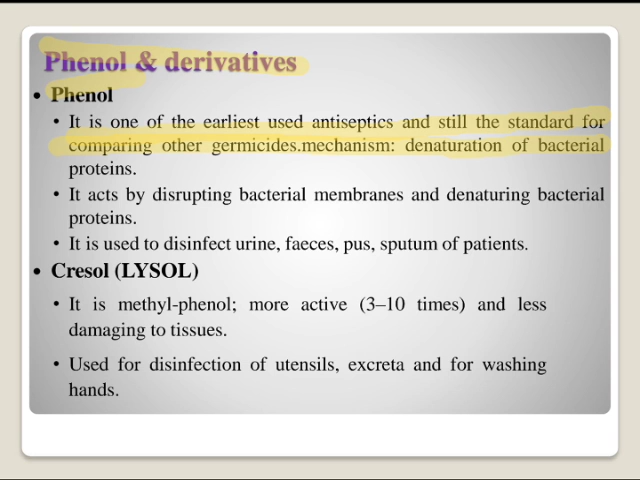 Phenol & derivatives
• Phenol
• It is one of the earliest used antiseptics and still the standard for
comparing other germicides.mechanism: denaturation of bacterial
proteins.
• It acts by disrupting bacterial membranes and denaturing bacterial
proteins.
• It is used to disinfect urine, faeces, pus, sputum of patients.
• Cresol (LYSOL)
• It is methyl-phenol; more active (3–10 times) and less
damaging to tissues.
• Used for disinfection of utensils, excreta and for washing
hands.